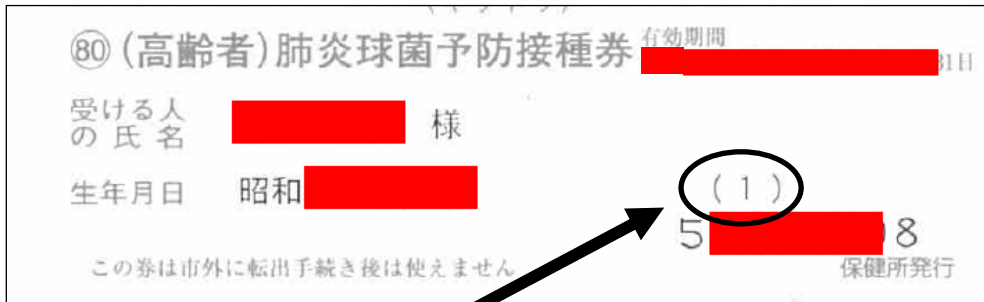 ㊿(高齢者)肺炎球菌予防接種券 有効期間
31日
受ける人
の氏名 様
生年月日 昭和
(1)
5 8
この券は市外に転出手続き後は使えません 保健所発行